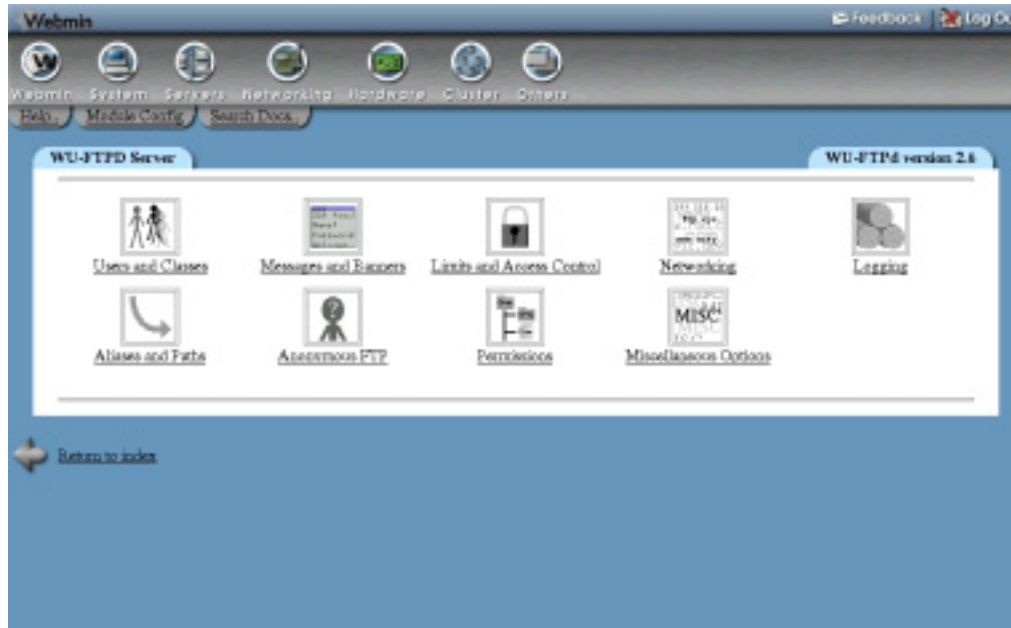 Webmin
Feedback Log Ou
Webmin System Servers Networking Hardware Cluster Others
Help.. Module Config Search Docs..
WU-FTPD Server WU-FTPd version 2.6
Users and Classes Messages and Banners Limits and Access Control Networking Logging
MISC
Aliases and Paths Anonymous FTP Permissions Miscellaneous Options
Return to index